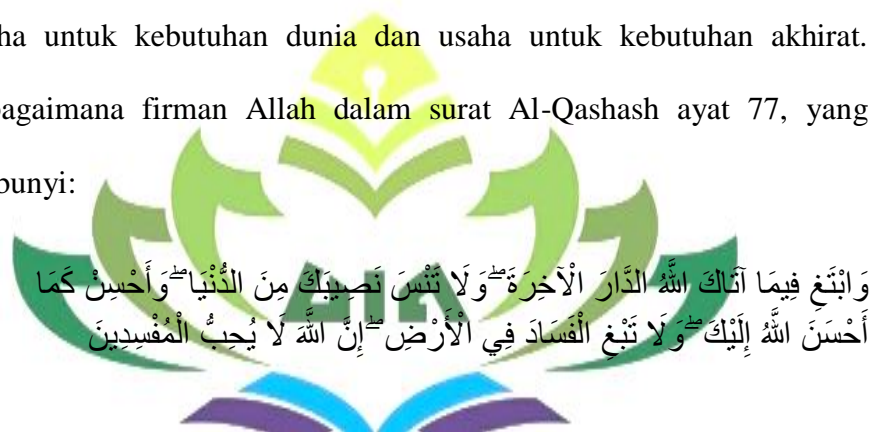 ha untuk kebutuhan dunia dan usaha untuk kebutuhan akhirat.
bagaimana firman Allah dalam surat Al-Qashash ayat 77, yang
bunyi:
وَابْتَغِ فِيمَا آتَاكَ اللَّهُ الدَّارَ الْآخِرَةَ ۖ وَلَا تَنْسَ نَصِيبَكَ مِنَ الدُّنْيَا ۖ وَأَحْسِنْ كَمَا
أَحْسَنَ اللَّهُ إِلَيْكَ ۖ وَلَا تَبْغِ الْفَسَادَ فِي الْأَرْضِ ۖ إِنَّ اللَّهَ لَا يُحِبُّ الْمُفْسِدِينَ